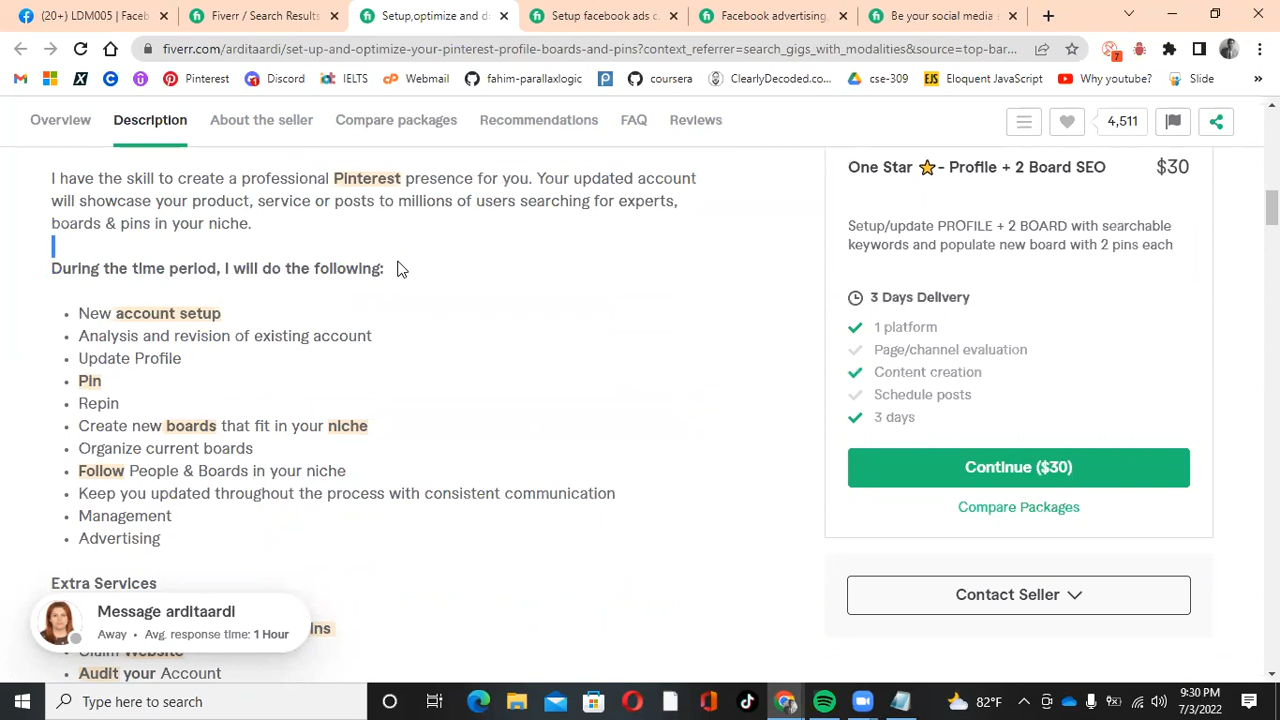 (20+) LDM005 | Faceb
Fiverr / Search Results
Setup,optimize and d
Setup facebook ads c
Facebook advertising,
Be your social media
fiverr.com/arditaardi/set-up-and-optimize-your-pinterest-profile-boards-and-pins?context_referrer=search_gigs_with_modalities&source=top-bar...
7
Pinterest
Discord
IELTS
Webmail
fahim-parallaxlogic
coursera
ClearlyDecoded.co...
cse-309
EJS
Eloquent JavaScript
Why youtube?
Slide
»
Overview
Description
About the seller
Compare packages
Recommendations
FAQ
Reviews
4,511
I have the skill to create a professional Pinterest presence for you. Your updated account
will showcase your product, service or posts to millions of users searching for experts,
boards & pins in your niche.
During the time period, I will do the following:
• New account setup
• Analysis and revision of existing account
• Update Profile
• Pin
• Repin
• Create new boards that fit in your niche
• Organize current boards
• Follow People & Boards in your niche
• Keep you updated throughout the process with consistent communication
• Management
• Advertising
Extra Services
ins
Claim Website
• Audit your Account
Message arditaardi
Away • Avg. response time: 1 Hour
One Star ⭐- Profile + 2 Board SEO
$30
Setup/update PROFILE + 2 BOARD with searchable
keywords and populate new board with 2 pins each
3 Days Delivery
1 platform
Page/channel evaluation
Content creation
Schedule posts
3 days
Continue ($30)
Compare Packages
Contact Seller
Type here to search
82°F
9:30 PM
7/3/2022